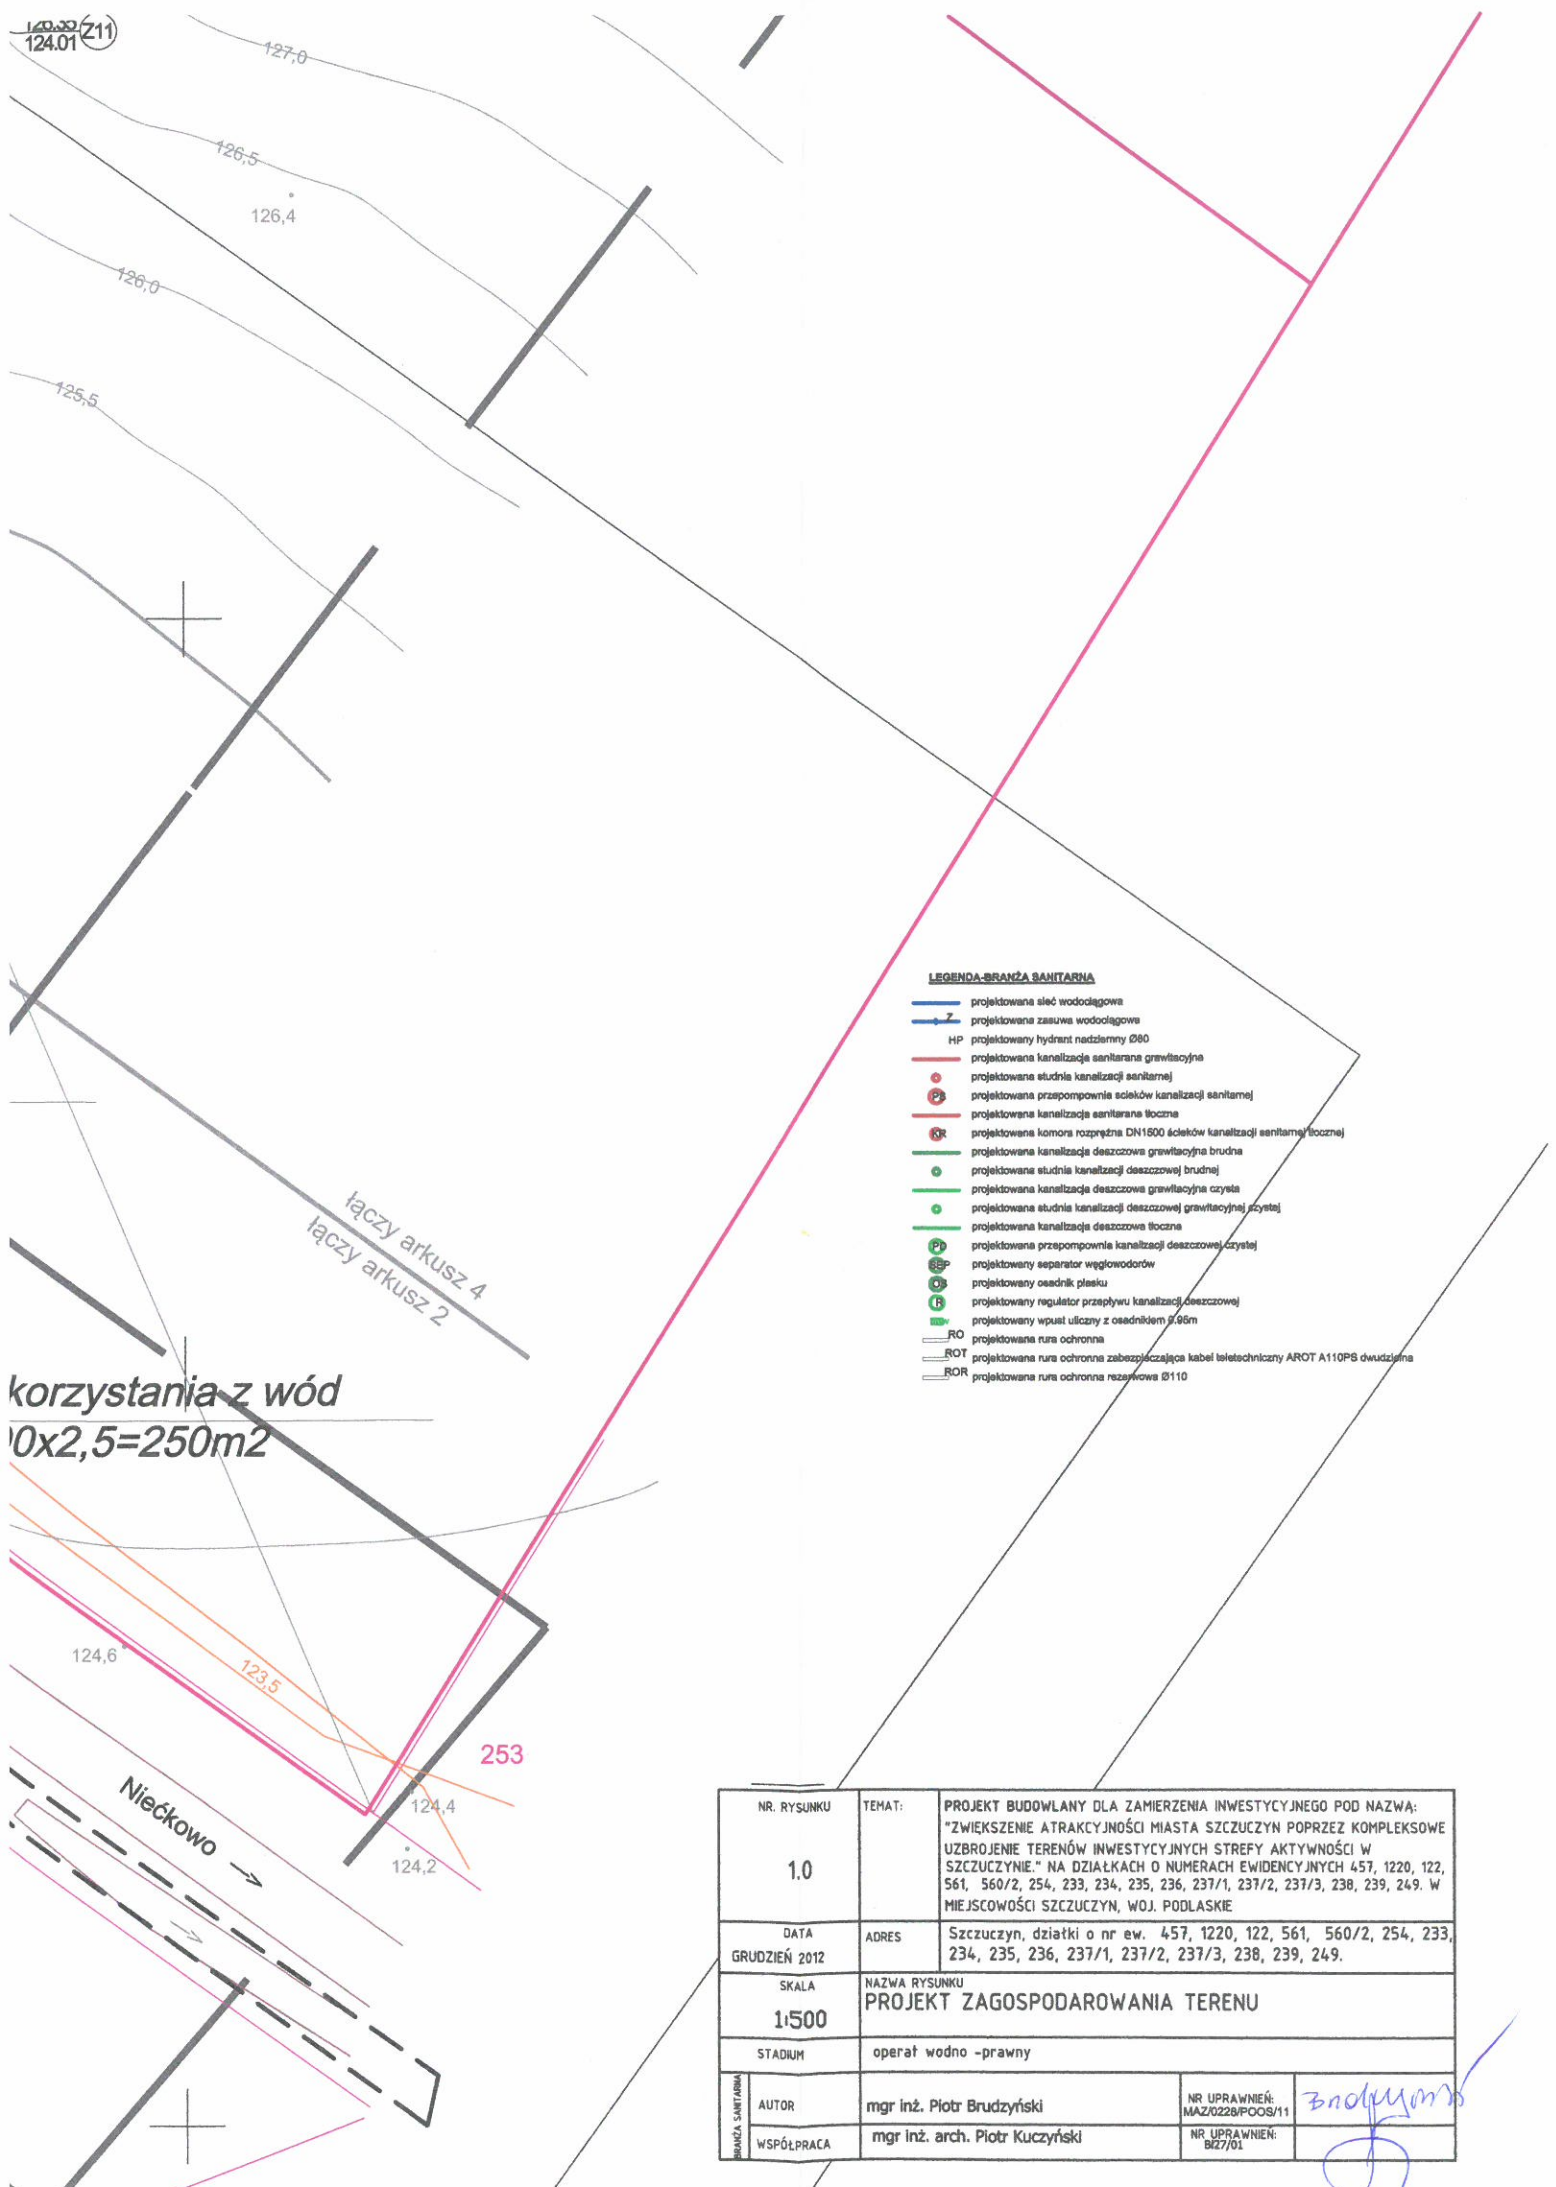 124.01
Z11
127,0
126,5
126,4
126,0
125,5
łączy arkusz 4
łączy arkusz 2
korzystania z wód
0x2,5=250m2
124,6
123,5
253
124,4
124,2
Niećkowo
LEGENDA-BRANŻA SANITARNA
projektowana sieć wodociągowa
Z projektowana zasuwa wodociągowa
HP projektowany hydrant nadziemny Ø80
projektowana kanalizacja sanitarana grawitacyjna
projektowana studnia kanalizacji sanitarnej
PS projektowana przepompownia scieków kanalizacji sanitarnej
projektowana kanalizacja sanitarana tłoczna
KR projektowana komora rozprężna DN1500 ścieków kanalizacji sanitarnej tłocznej
projektowana kanalizacja deszczowa grawitacyjna brudna
projektowana studnia kanalizacji deszczowej brudnej
projektowana kanalizacja deszczowa grawitacyjna czysta
projektowana studnia kanalizacji deszczowej grawitacyjnej czystej
projektowana kanalizacja deszczowa tłoczna
PD projektowana przepompownia kanalizacji deszczowej czystej
SEP projektowany separator węglowodorów
OS projektowany osadnik piasku
R projektowany regulator przepływu kanalizacji deszczowej
projektowany wpust uliczny z osadnikiem 0.95m
RO projektowana rura ochronna
ROT projektowana rura ochronna zabezpieczająca kabel teletechniczny AROT A110PS dwudzielna
ROR projektowana rura ochronna rezerwowa Ø110
NR. RYSUNKU
1.0
TEMAT:
PROJEKT BUDOWLANY DLA ZAMIERZENIA INWESTYCYJNEGO POD NAZWĄ:
"ZWIĘKSZENIE ATRAKCYJNOŚCI MIASTA SZCZUCZYN POPRZEZ KOMPLEKSOWE
UZBROJENIE TERENÓW INWESTYCYJNYCH STREFY AKTYWNOŚCI W
SZCZUCZYNIE." NA DZIAŁKACH O NUMERACH EWIDENCYJNYCH 457, 1220, 122,
561, 560/2, 254, 233, 234, 235, 236, 237/1, 237/2, 237/3, 238, 239, 249. W
MIEJSCOWOŚCI SZCZUCZYN, WOJ. PODLASKIE
DATA
GRUDZIEŃ 2012
ADRES
Szczuczyn, działki o nr ew. 457, 1220, 122, 561, 560/2, 254, 233,
234, 235, 236, 237/1, 237/2, 237/3, 238, 239, 249.
SKALA
1:500
NAZWA RYSUNKU
PROJEKT ZAGOSPODAROWANIA TERENU
STADIUM
operat wodno -prawny
BRANŻA SANITARNA
AUTOR
mgr inż. Piotr Brudzyński
NR UPRAWNIEŃ:
MAZ/0228/POOS/11
WSPÓŁPRACA
mgr inż. arch. Piotr Kuczyński
NR UPRAWNIEŃ:
Bł27/01